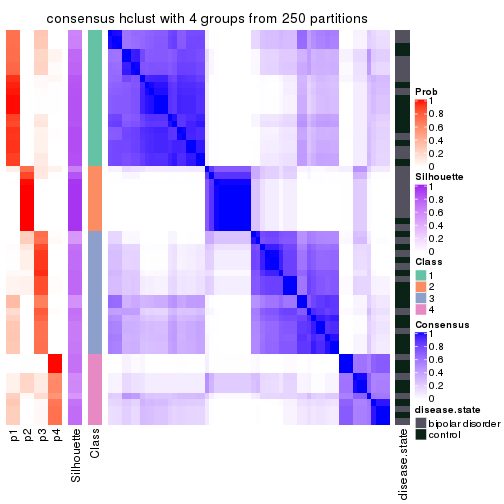 consensus hclust with 4 groups from 250 partitions
Prob
1
0.8
0.6
0.4
0.2
0
Silhouette
1
0.8
0.6
0.4
0.2
0
Class
1
2
3
4
Consensus
1
0.8
0.6
0.4
0.2
0
disease.state
bipolar disorder
control
p1
p2
p3
p4
Silhouette
Class
disease.state